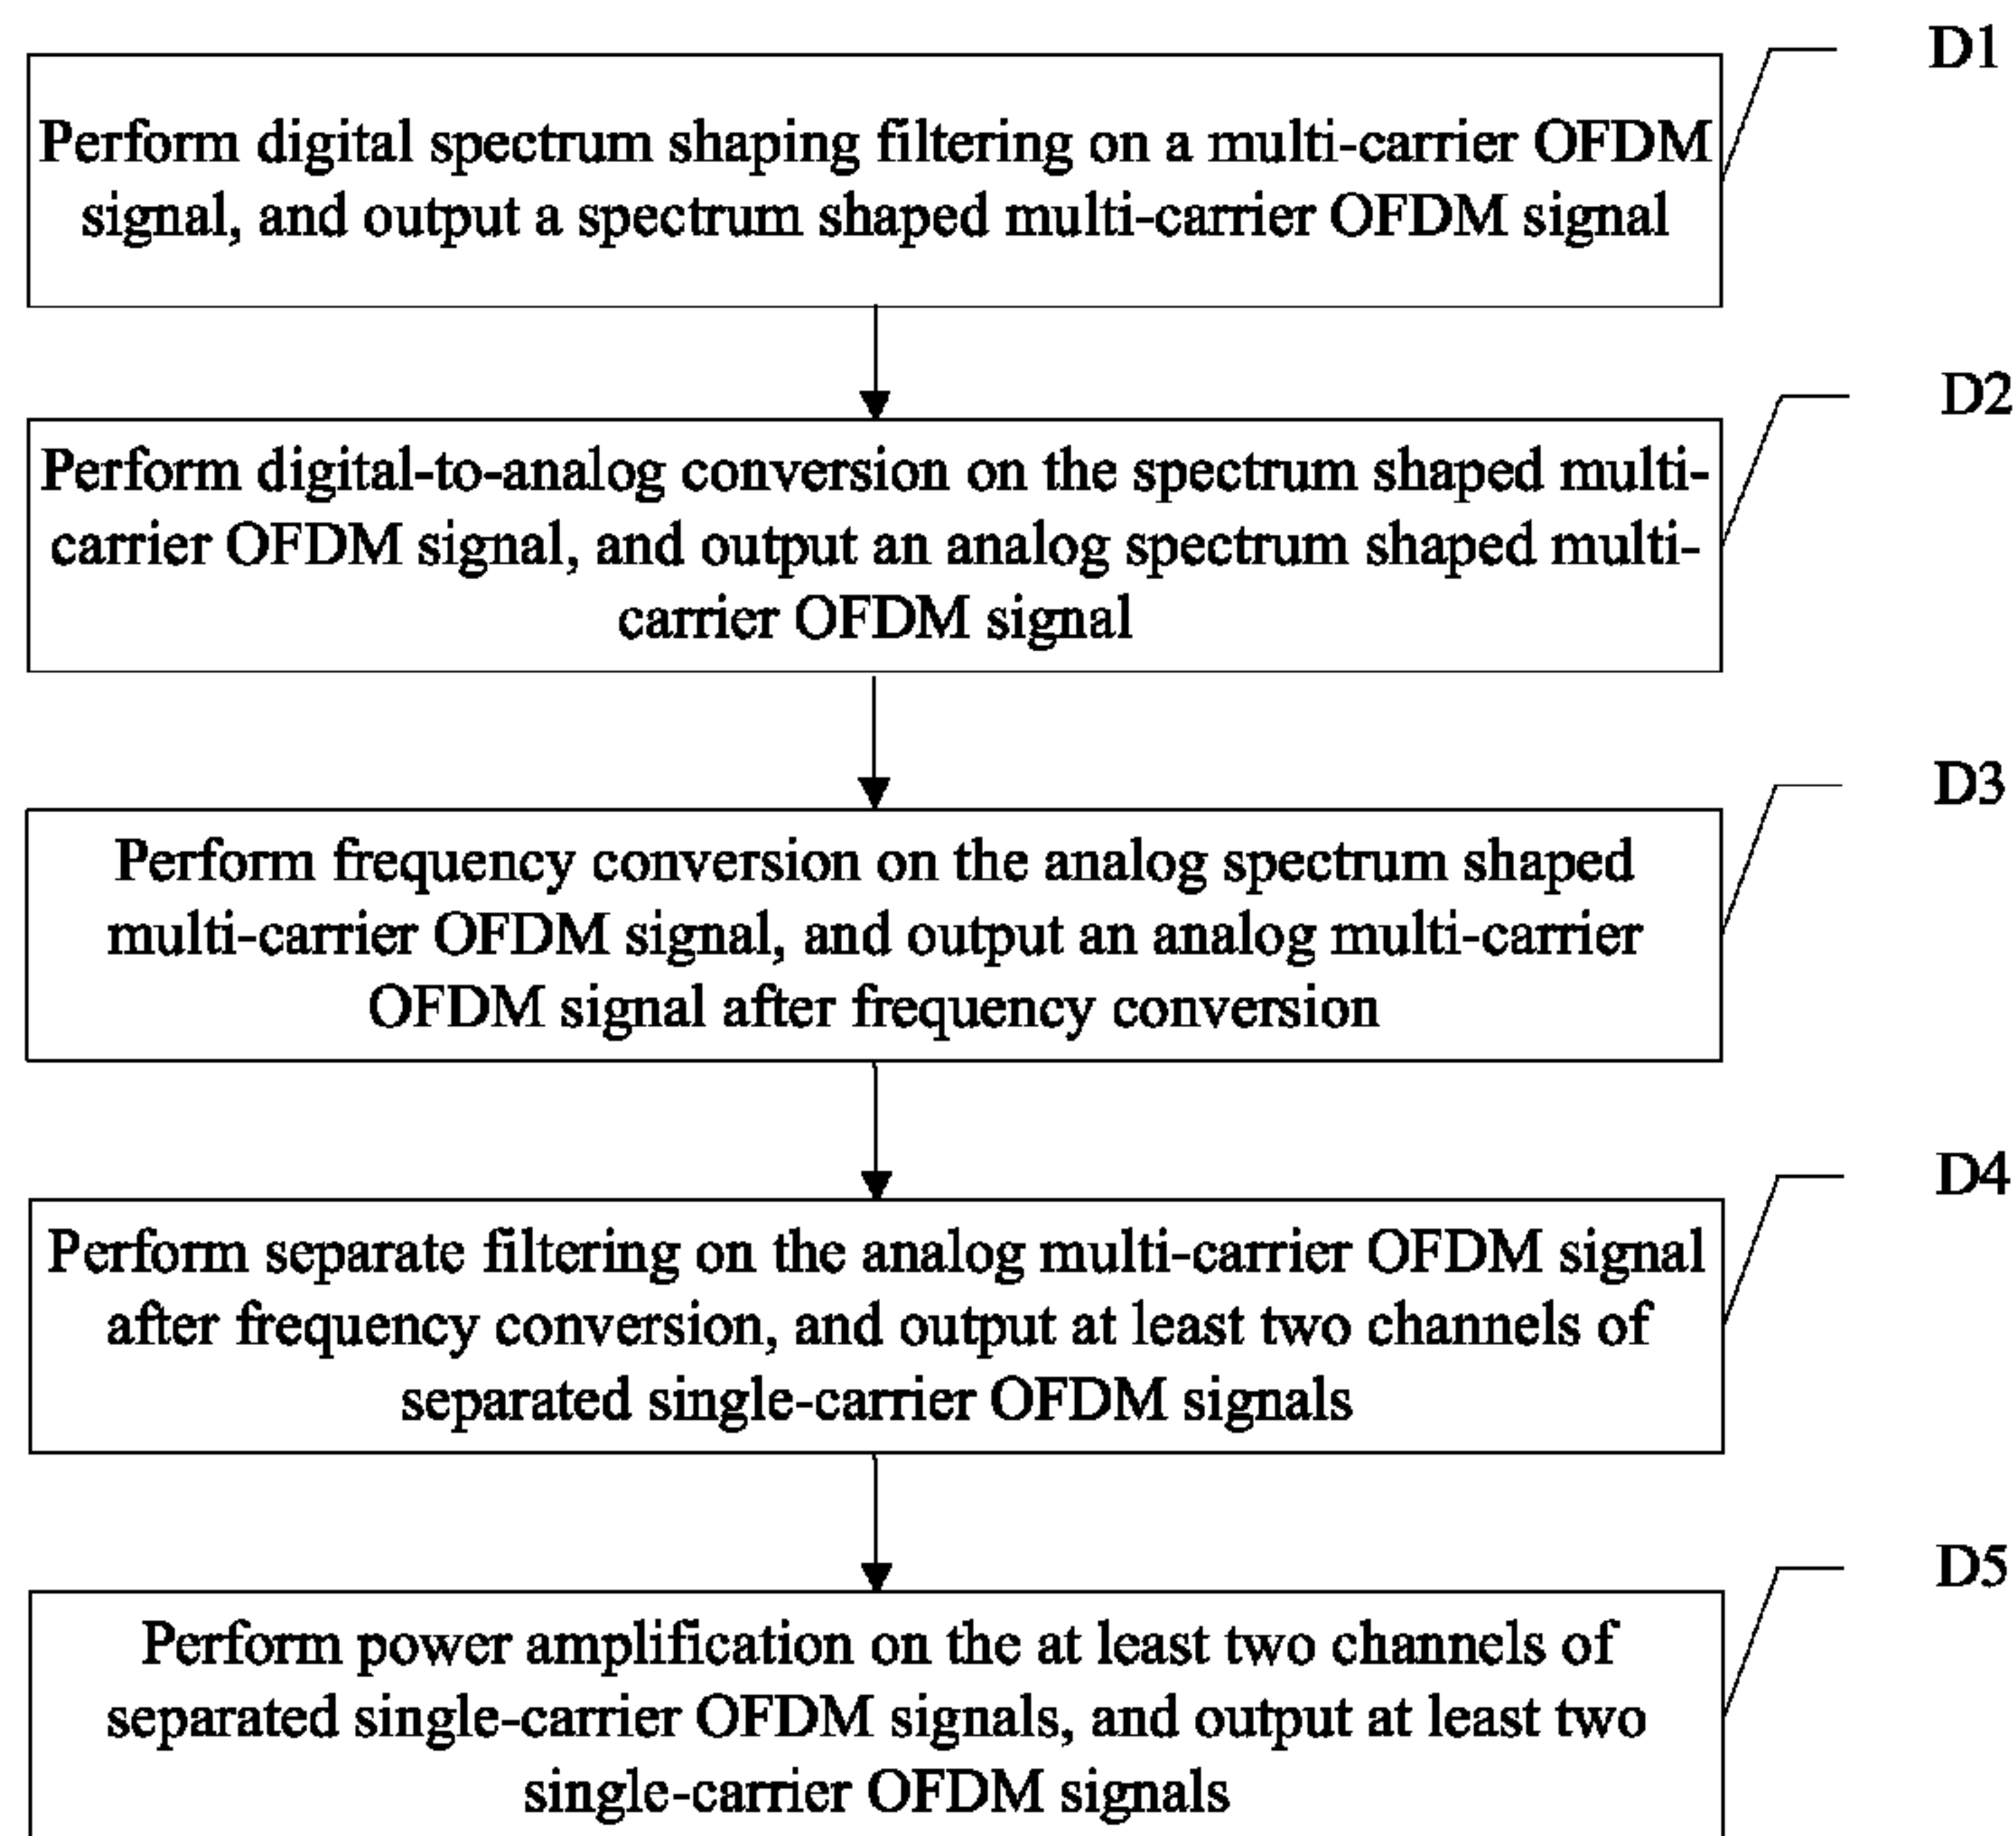 D1
Perform digital spectrum shaping filtering on a multi-carrier OFDM
signal, and output a spectrum shaped multi-carrier OFDM signal
D2
Perform digital-to-analog conversion on the spectrum shaped multi-
carrier OFDM signal, and output an analog spectrum shaped multi-
carrier OFDM signal
D3
Perform frequency conversion on the analog spectrum shaped
multi-carrier OFDM signal, and output an analog multi-carrier
OFDM signal after frequency conversion
D4
Perform separate filtering on the analog multi-carrier OFDM signal
after frequency conversion, and output at least two channels of
separated single-carrier OFDM signals
D5
Perform power amplification on the at least two channels of
separated single-carrier OFDM signals, and output at least two
single-carrier OFDM signals